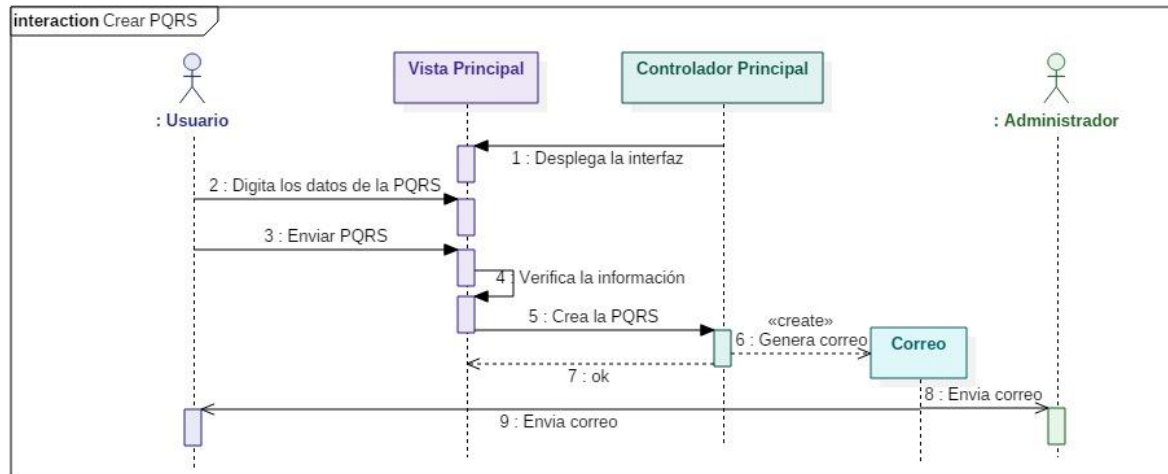 interaction Crear PQRS
Vista Principal
Controlador Principal
: Usuario
: Administrador
1 : Desplega la interfaz
2 : Digita los datos de la PQRS
3 : Enviar PQRS
4 : Verifica la información
5 : Crea la PQRS
«create»
6 : Genera correo
Correo
7 : ok
8 : Envia correo
9 : Envia correo